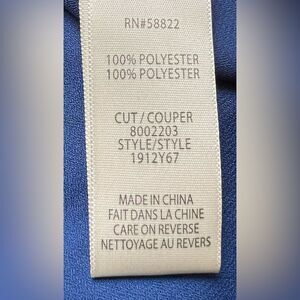 RN#58822
100% POLYESTER
100% POLYESTER
CUT / COUPER
8002203
STYLE/STYLE
1912Y67
MADE IN CHINA
FAIT DANS LA CHINE
CARE ON REVERSE
NETTOYAGE AU REVERS